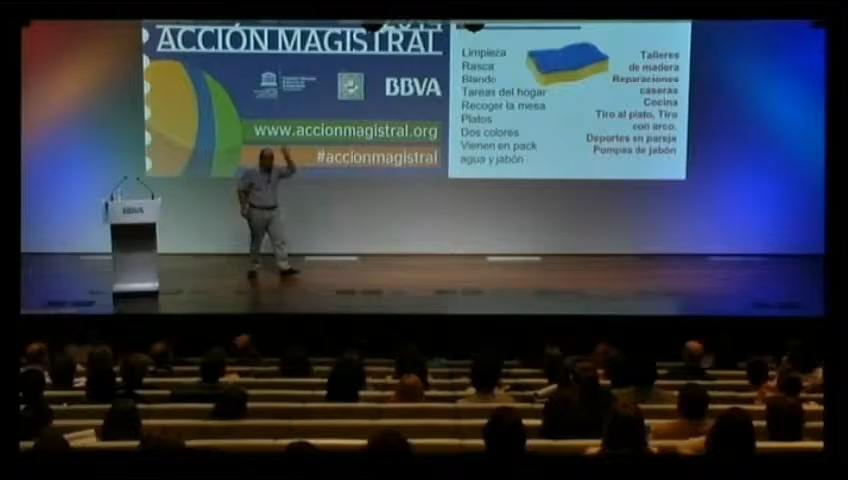 ACCIÓN MAGISTRAL
BBVA
www.accionmagistral.org
#accionmagistral
Limpieza
Rasca
Blando
Tareas del hogar
Recoger la mesa
Platos
Dos colores
Vienen en pack
agua y jabón
Talleres
de madera
Reparaciones
caseras
Cocina
Tiro al plato, Tiro
con arco.
Deportes en pareja
Pompas de jabón
BBVA